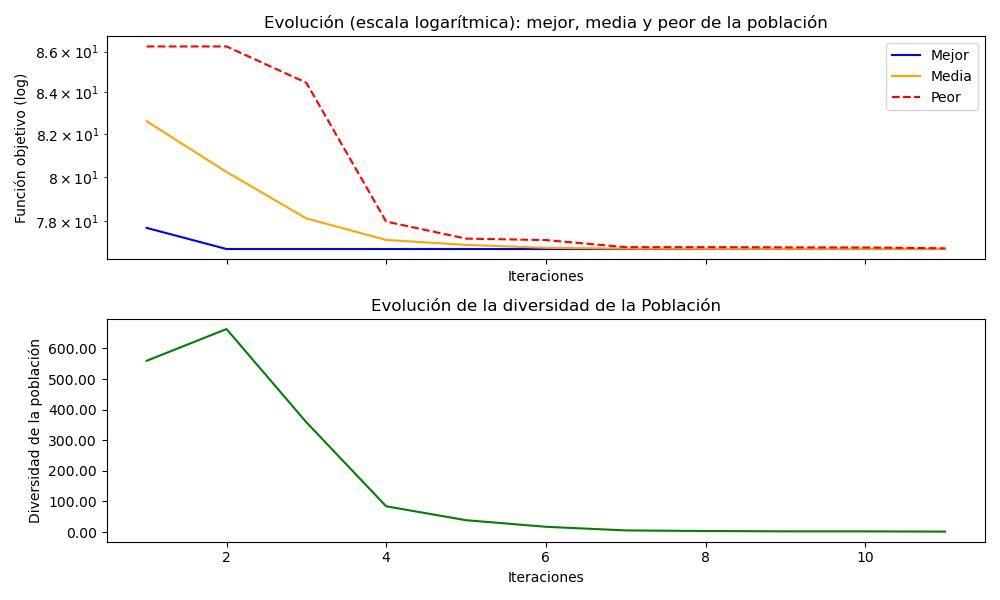 Evolución (escala logarítmica): mejor, media y peor de la población
8.6 × 10¹
8.4 × 10¹
8.2 × 10¹
8 × 10¹
7.8 × 10¹
Función objetivo (log)
Mejor
Media
Peor
Iteraciones
Evolución de la diversidad de la Población
600.00
500.00
400.00
300.00
200.00
100.00
0.00
Diversidad de la población
2 4 6 8 10
Iteraciones